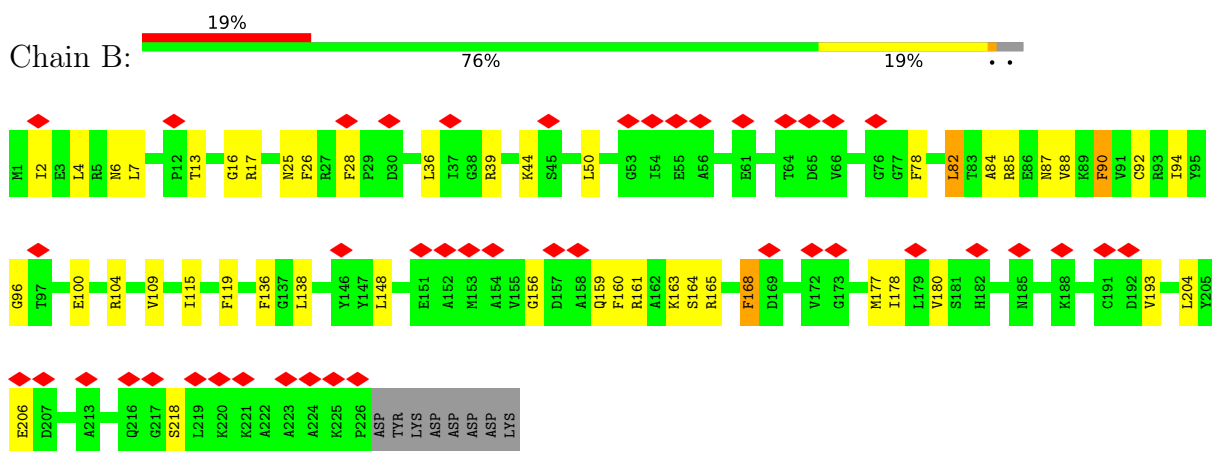 19%
Chain B:
76% 19% • •
M1 I2 E3 L4 R5 N6 L7 P12 T13 G16 R17 N25 F26 R27 F28 P29 D30 L36 I37 G38 R39 K44 S45 L50 G53 I54 E55 A56 E61 T64 D65 V66 G76 G77 F78 L82 T83 A84 R85 E86 N87 V88 K89 F90 V91 C92 R93 I94 Y95
G96 T97 E100 R104 V109 I115 F119 F136 G137 L138 Y146 Y147 L148 E151 A152 M153 A154 V155 G156 D157 A158 Q159 F160 R161 A162 K163 S164 R165 F168 D169 V172 G173 M177 I178 L179 V180 S181 H182 N185 K188 C191 D192 V193 L204 Y205
E206 D207 A213 Q216 G217 S218 L219 K220 K221 A222 A223 A224 K225 P226 ASP TYR LYS ASP ASP ASP ASP LYS